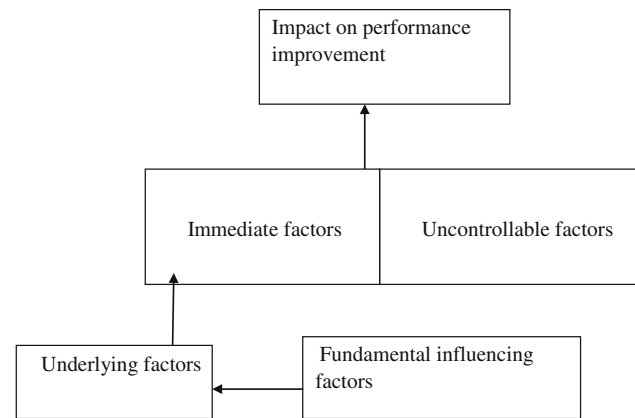 Impact on performance
improvement
Immediate factors
Uncontrollable factors
Underlying factors
Fundamental influencing
factors